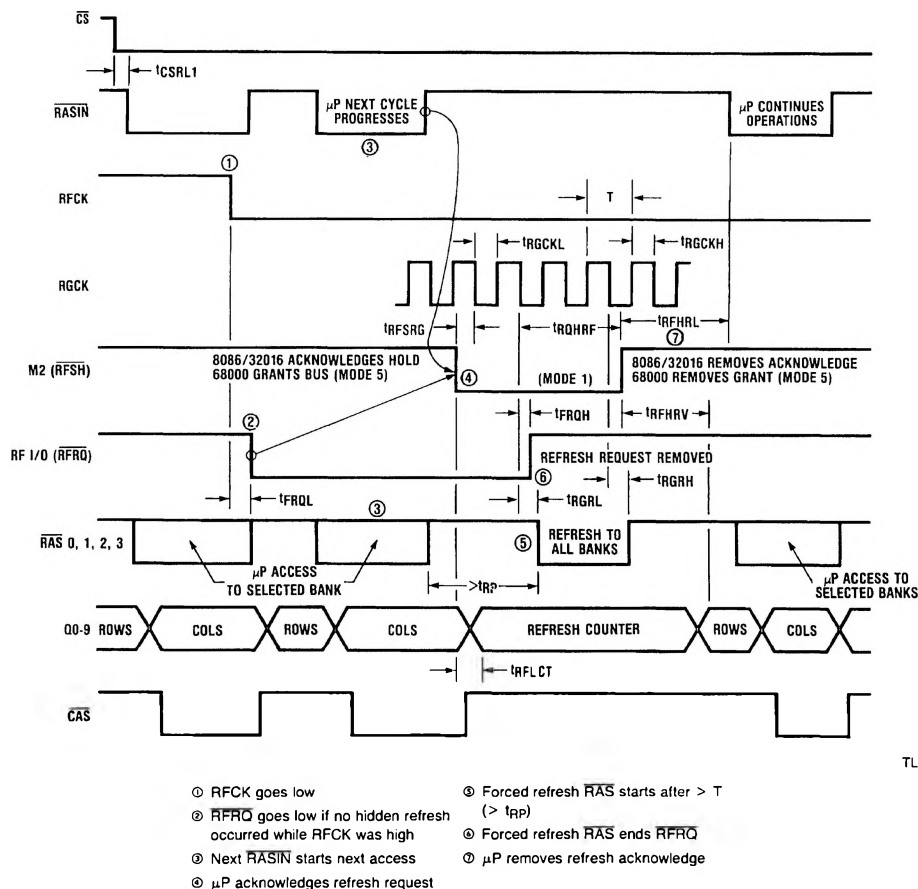 CS
tCSRL1
RASIN
μP NEXT CYCLE
PROGRESSES
③
μP CONTINUES
OPERATIONS
①
RFCK
T
tRGCKL
tRGCKH
RGCK
tRFSRG
tRQHRF
tRFHRL
⑦
M2 (RFSH)
8086/32016 ACKNOWLEDGES HOLD
68000 GRANTS BUS (MODE 5)
④
(MODE 1)
8086/32016 REMOVES ACKNOWLEDGE
68000 REMOVES GRANT (MODE 5)
②
tFRQH
tRFHRV
RF I/O (RFRQ)
REFRESH REQUEST REMOVED
⑥
tFRQL
③
tRGRL
tRGRH
RAS 0, 1, 2, 3
⑤
REFRESH TO
ALL BANKS
μP ACCESS
TO SELECTED BANK
>tRP
μP ACCESS TO
SELECTED BANKS
Q0-9 ROWS COLS ROWS COLS REFRESH COUNTER ROWS COLS
tRFLCT
CAS
TL
① RFCK goes low
② RFRQ goes low if no hidden refresh
occurred while RFCK was high
③ Next RASIN starts next access
④ μP acknowledges refresh request
⑤ Forced refresh RAS starts after > T
(> tRP)
⑥ Forced refresh RAS ends RFRQ
⑦ μP removes refresh acknowledge